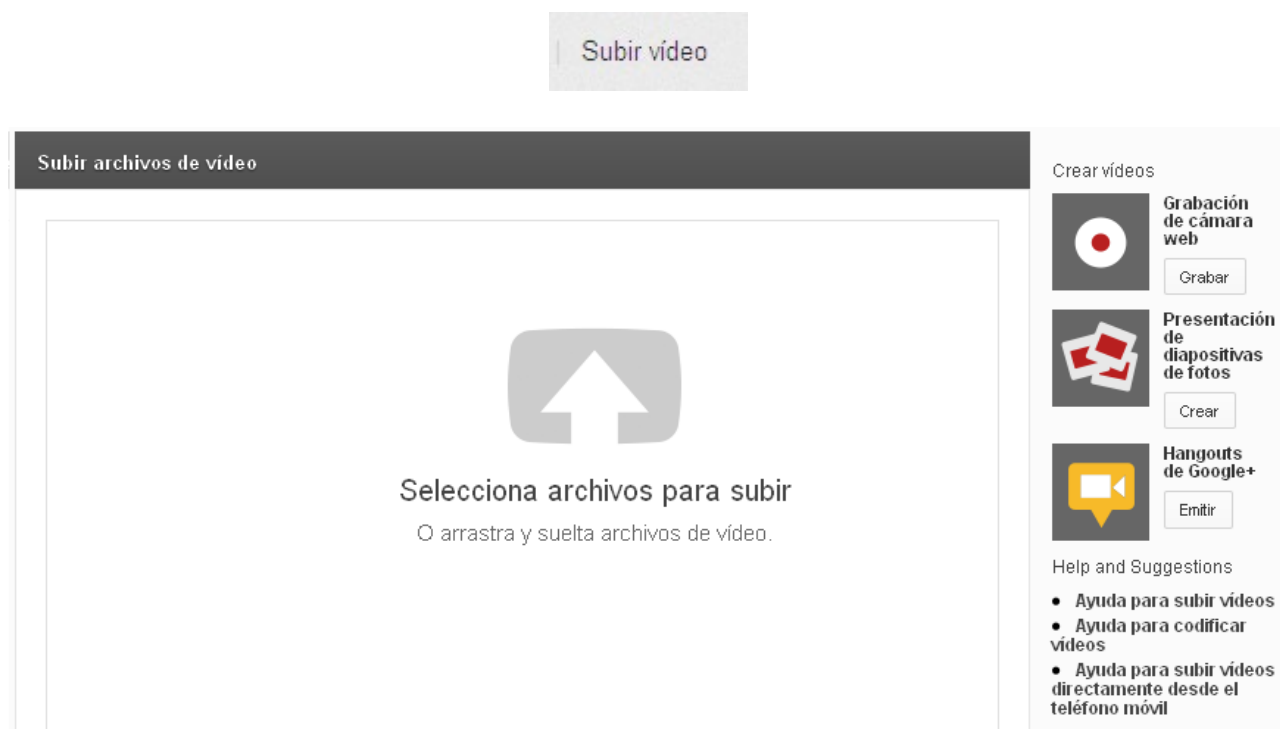 Subir vídeo
Subir archivos de vídeo
Selecciona archivos para subir
O arrastra y suelta archivos de vídeo.
Crear vídeos
Grabación
de cámara
web
Grabar
Presentación
de
diapositivas
de fotos
Crear
Hangouts
de Google+
Emitir
Help and Suggestions
• Ayuda para subir vídeos
• Ayuda para codificar
vídeos
• Ayuda para subir vídeos
directamente desde el
teléfono móvil